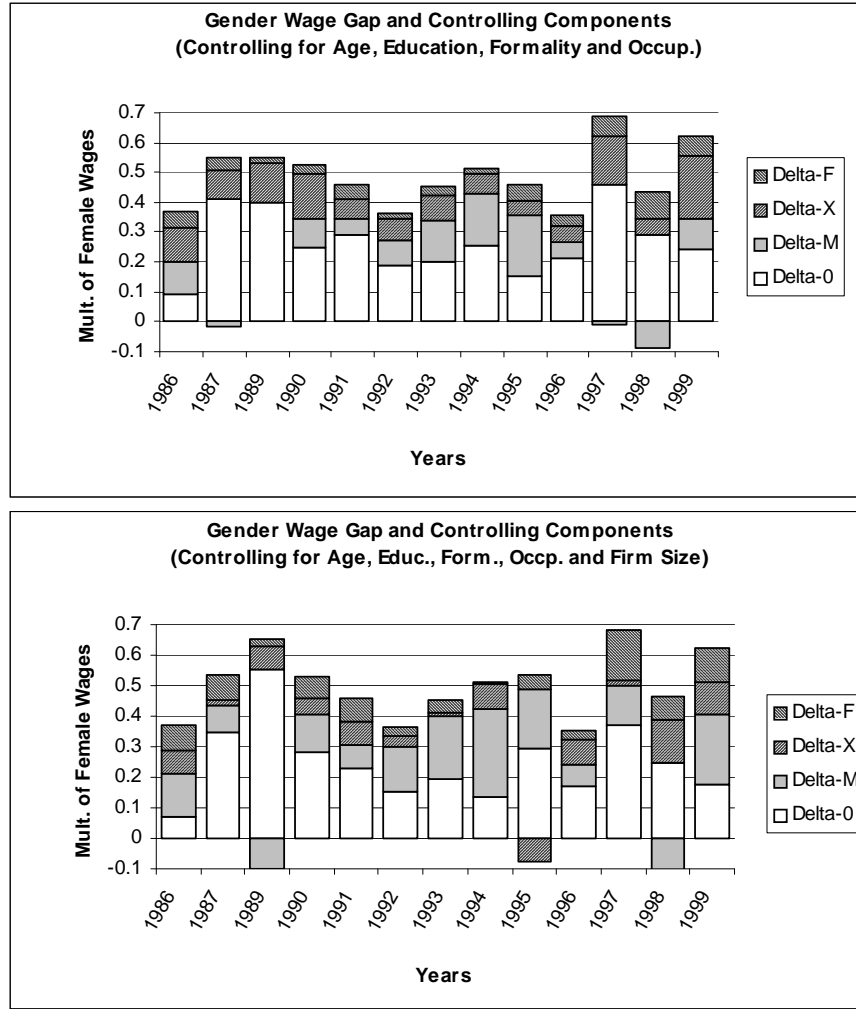 Gender Wage Gap and Controlling Components
(Controlling for Age, Education, Formality and Occup.)
Mult. of Female Wages
0.7
0.6
0.5
0.4
0.3
0.2
0.1
0
-0.1
1986
1987
1989
1990
1991
1992
1993
1994
1995
1996
1997
1998
1999
Years
Delta-F
Delta-X
Delta-M
Delta-0
Gender Wage Gap and Controlling Components
(Controlling for Age, Educ., Form., Occp. and Firm Size)
Mult. of Female Wages
0.7
0.6
0.5
0.4
0.3
0.2
0.1
0
-0.1
1986
1987
1989
1990
1991
1992
1993
1994
1995
1996
1997
1998
1999
Years
Delta-F
Delta-X
Delta-M
Delta-0